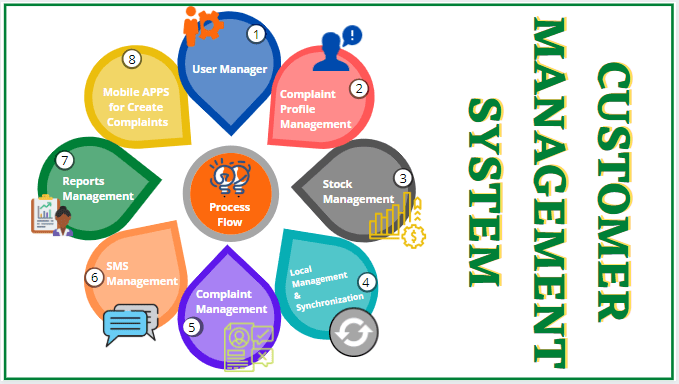 1
User Manager
2
Complaint
Profile
Management
3
Stock
Management
4
Local
Management
&
Synchronization
5
Complaint
Management
6
SMS
Management
7
Reports
Management
8
Mobile APPS
for Create
Complaints
Process
Flow
CUSTOMER
MANAGEMENT
SYSTEM